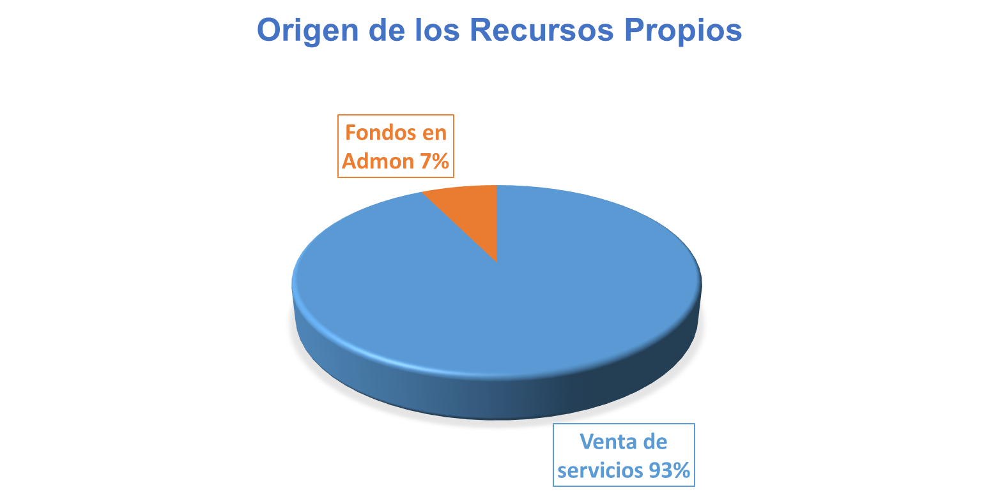 Origen de los Recursos Propios
Fondos en
Admon 7%
Venta de
servicios 93%